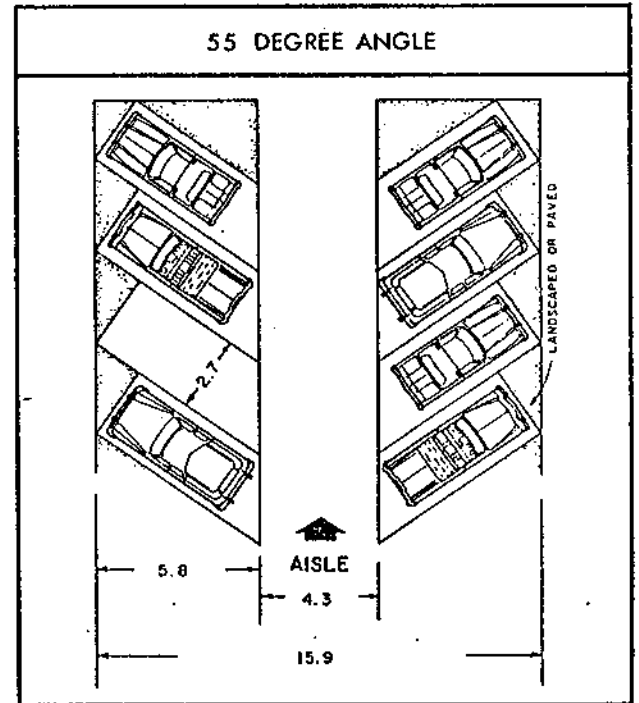 55 DEGREE ANGLE
LANDSCAPED OR PAVED
2.7
AISLE
5.8
4.3
15.9